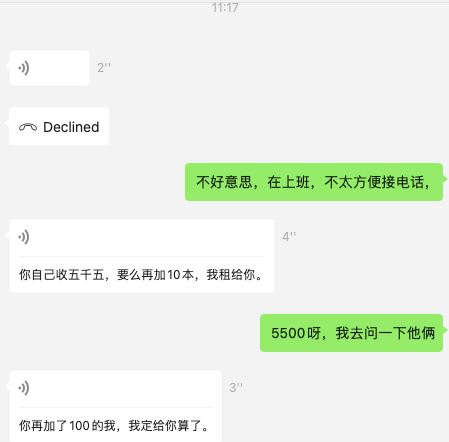 11:17
2''
Declined
不好意思，在上班，不太方便接电话，
4''
你自己收五千五，要么再加10本，我租给你。
5500呀，我去问一下他俩
3''
你再加了100的我，我定给你算了。